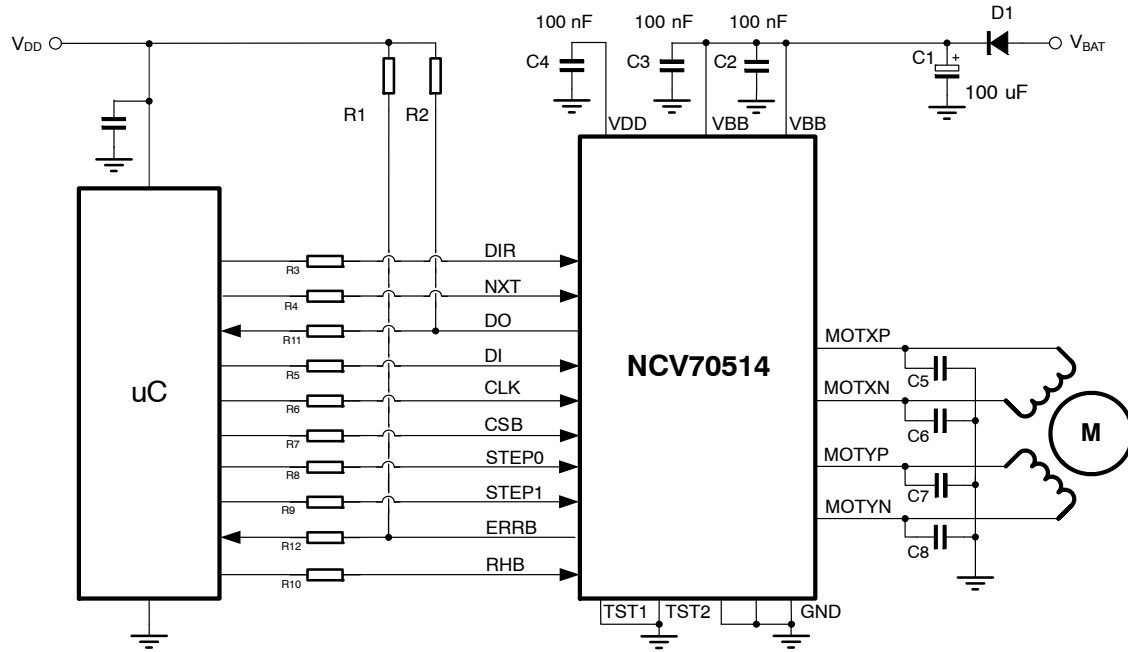 100 nF 100 nF 100 nF D1
V_DD C4 C3 C2 C1 + V_BAT
R1 R2 100 uF
VDD VBB VBB
R3 DIR
R4 NXT
R11 DO
R5 DI
R6 CLK
R7 CSB
R8 STEP0
R9 STEP1
R12 ERRB
R10 RHB
uC
NCV70514
MOTXP
C5
MOTXN
C6
M
MOTYP
C7
MOTYN
C8
TST1 TST2 GND